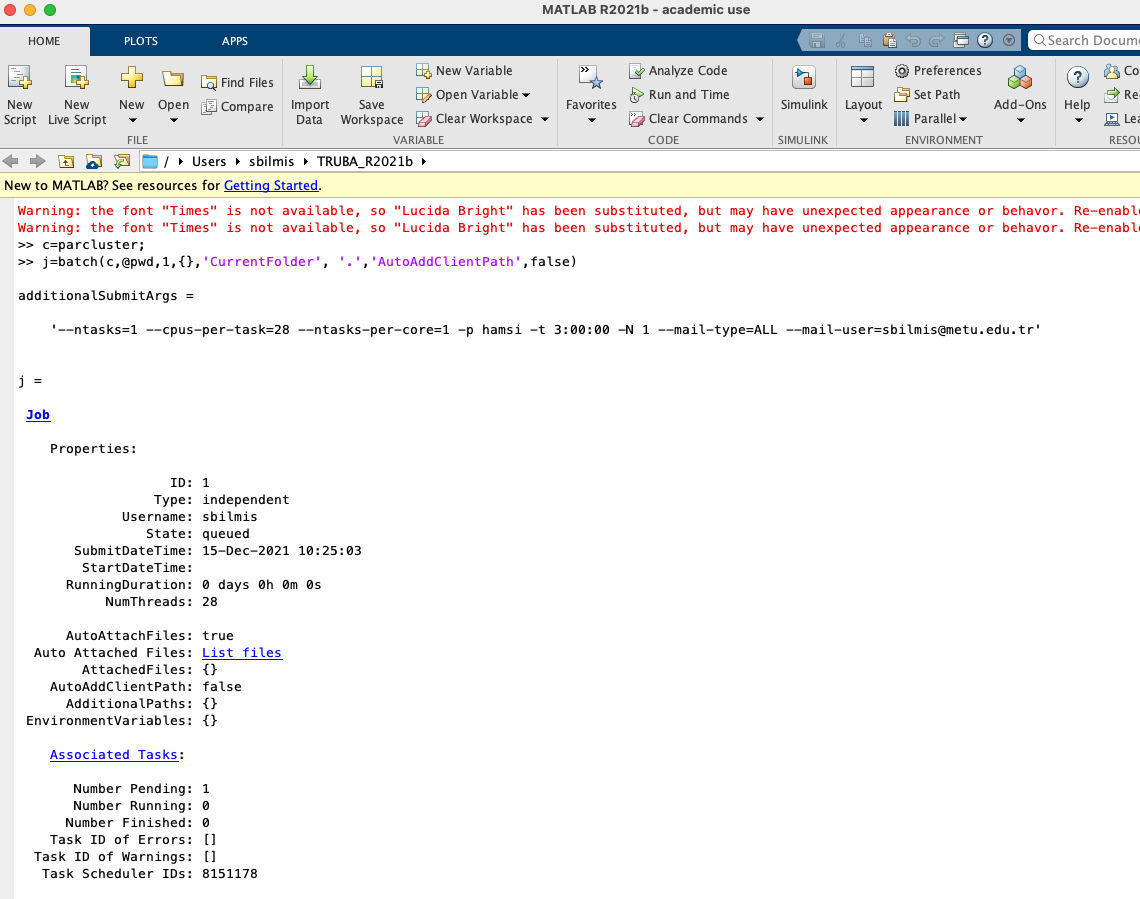 MATLAB R2021b - academic use
HOME PLOTS APPS
Search
New Script
New Live Script
New
Open
Find Files
Compare
FILE
Import Data
Save Workspace
New Variable
Open Variable
Clear Workspace
VARIABLE
Favorites
Analyze Code
Run and Time
Clear Commands
CODE
Simulink
SIMULINK
Layout
Preferences
Set Path
Parallel
Add-Ons
Help
ENVIRONMENT
/ Users sbilmis TRUBA_R2021b
New to MATLAB? See resources for Getting Started.
Warning: the font "Times" is not available, so "Lucida Bright" has been substituted, but may have unexpected appearance or behavor.
Warning: the font "Times" is not available, so "Lucida Bright" has been substituted, but may have unexpected appearance or behavor.
>> c=parcluster;
>> j=batch(c,@pwd,1,{},'CurrentFolder', '.','AutoAddClientPath',false)
additionalSubmitArgs =
'--ntasks=1 --cpus-per-task=28 --ntasks-per-core=1 -p hamsi -t 3:00:00 -N 1 --mail-type=ALL --mail-user=sbilmis@metu.edu.tr'
j =
Job
Properties:
ID: 1
Type: independent
Username: sbilmis
State: queued
SubmitDateTime: 15-Dec-2021 10:25:03
StartDateTime:
RunningDuration: 0 days 0h 0m 0s
NumThreads: 28
AutoAttachFiles: true
Auto Attached Files: List files
AttachedFiles: {}
AutoAddClientPath: false
AdditionalPaths: {}
EnvironmentVariables: {}
Associated Tasks:
Number Pending: 1
Number Running: 0
Number Finished: 0
Task ID of Errors: []
Task ID of Warnings: []
Task Scheduler IDs: 8151178